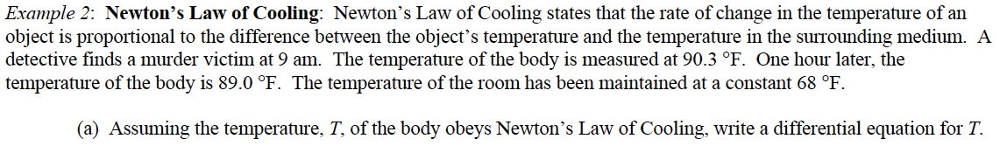 Example 2: Newton’s Law of Cooling: Newton’s Law of Cooling states that the rate of change in the temperature of an
object is proportional to the difference between the object’s temperature and the temperature in the surrounding medium. A
detective finds a murder victim at 9 am. The temperature of the body is measured at 90.3 °F. One hour later, the
temperature of the body is 89.0 °F. The temperature of the room has been maintained at a constant 68 °F.
(a) Assuming the temperature, T, of the body obeys Newton’s Law of Cooling, write a differential equation for T.